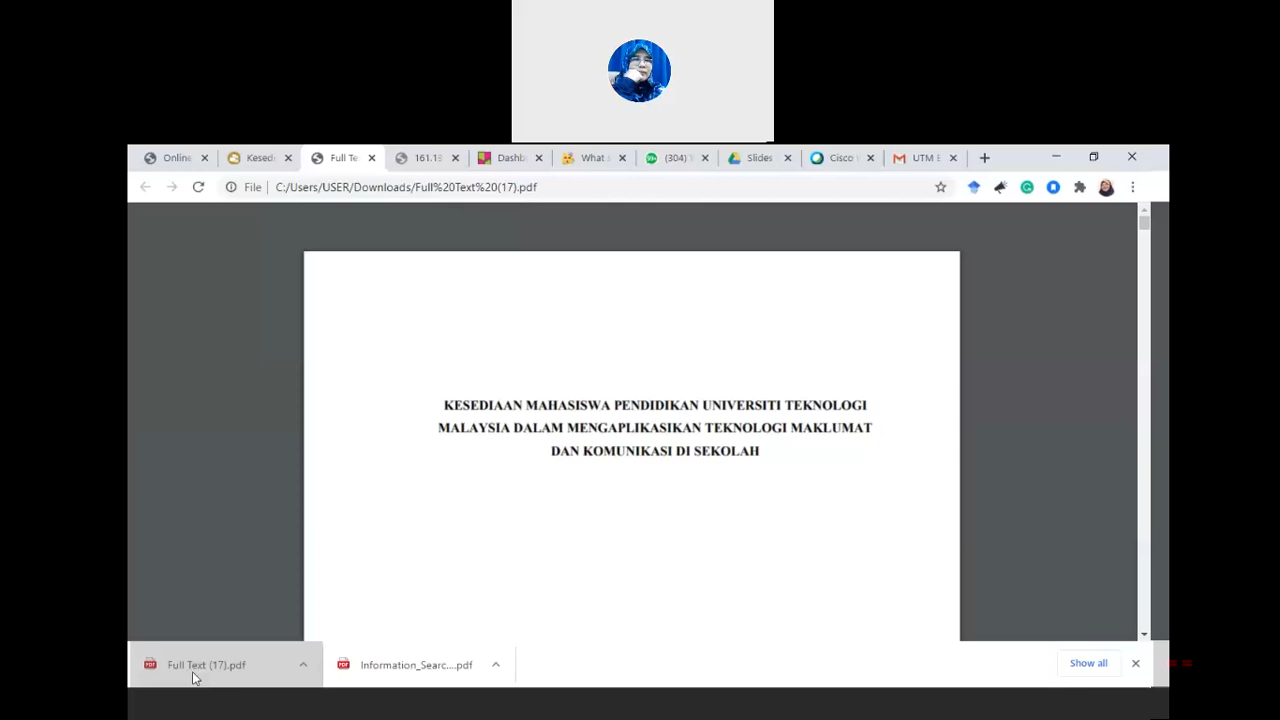 Online
Kesed
Full Te
161.1
Dashb
What
(304)
Slides
Cisco
UTM E
File
C:/Users/USER/Downloads/Full%20Text%20(17).pdf
KESEDIAAN MAHASISWA PENDIDIKAN UNIVERSITI TEKNOLOGI
MALAYSIA DALAM MENGAPLIKASIKAN TEKNOLOGI MAKLUMAT
DAN KOMUNIKASI DI SEKOLAH
Full Text (17).pdf
Information_Searc....pdf
Show all